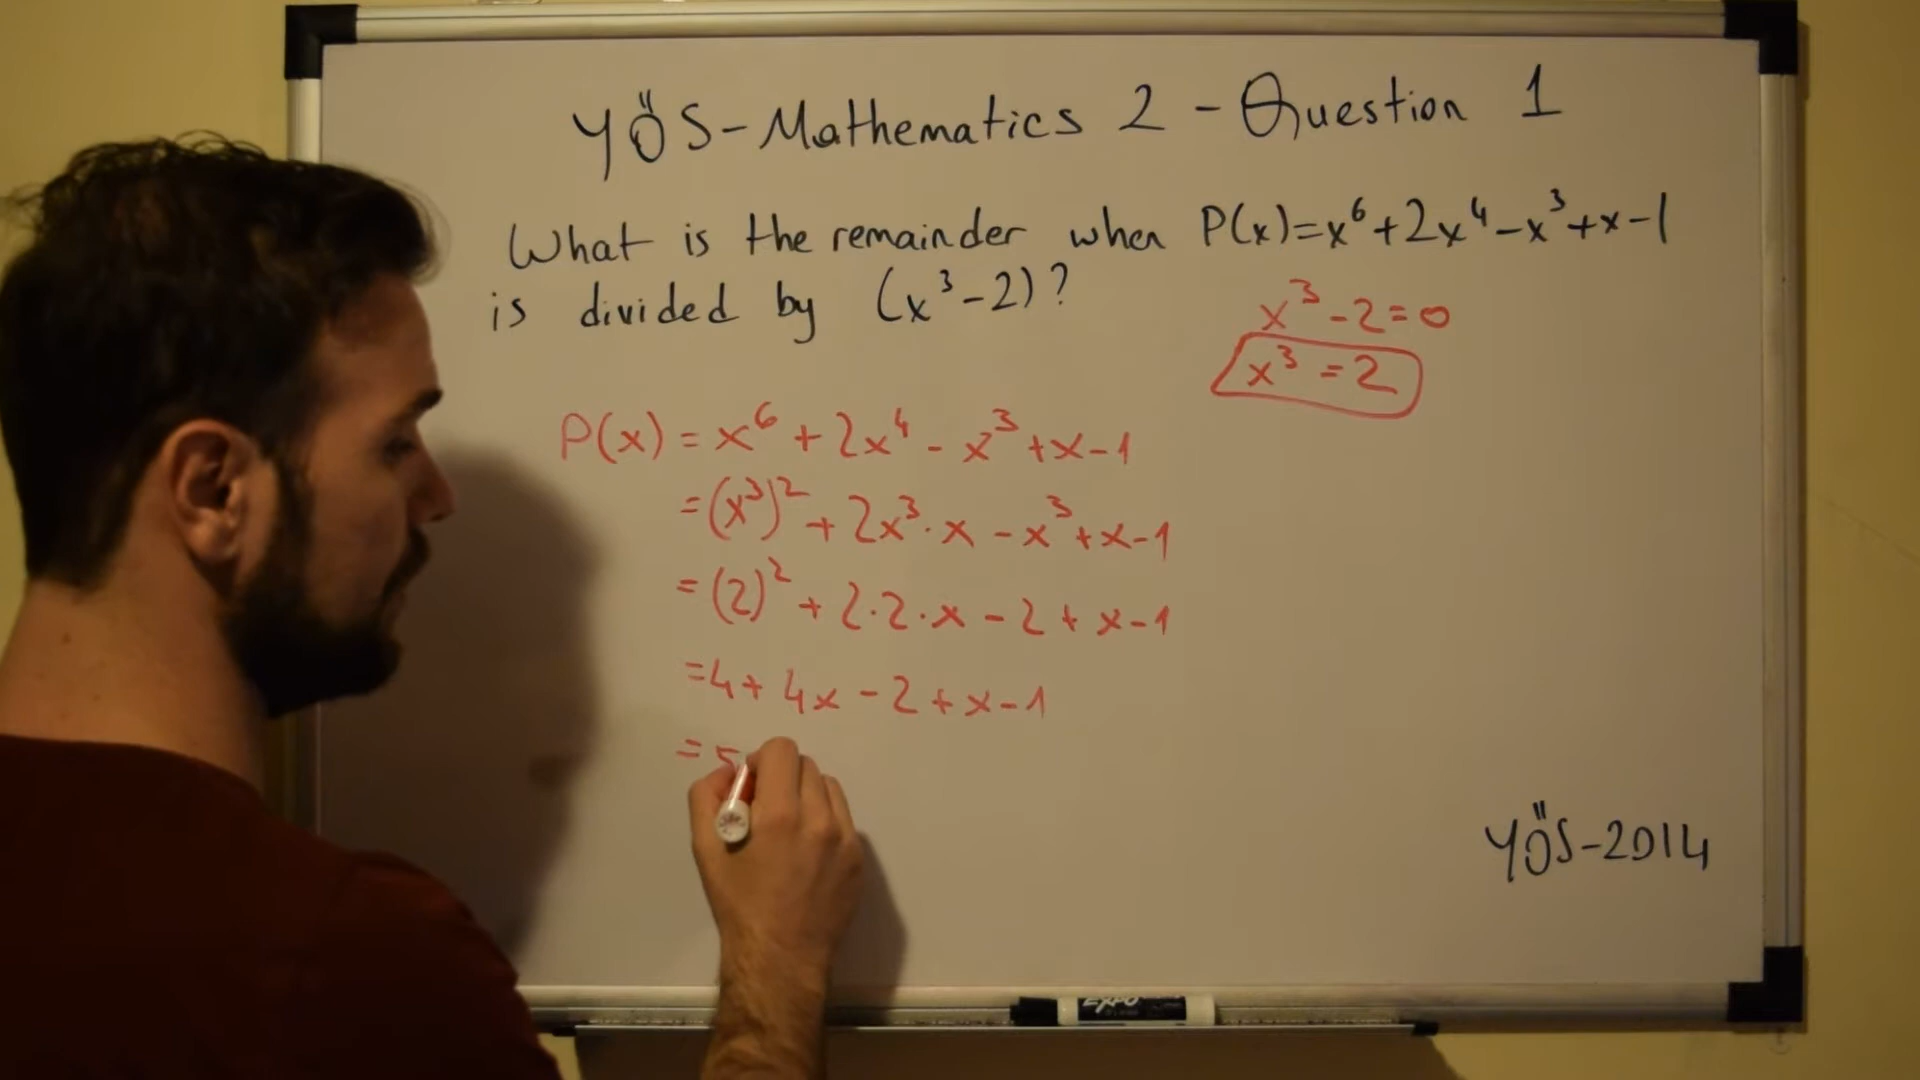 YÖS-Mathematics 2 - Question 1
What is the remainder when P(x)=x⁶+2x⁴-x³+x-1
is divided by (x³-2)?
x³-2=0
x³=2
P(x)=x⁶+2x⁴-x³+x-1
=(x³)²+2x³·x-x³+x-1
=(2)²+2·2·x-2+x-1
=4+4x-2+x-1
=5
YÖS-2014
EXPO